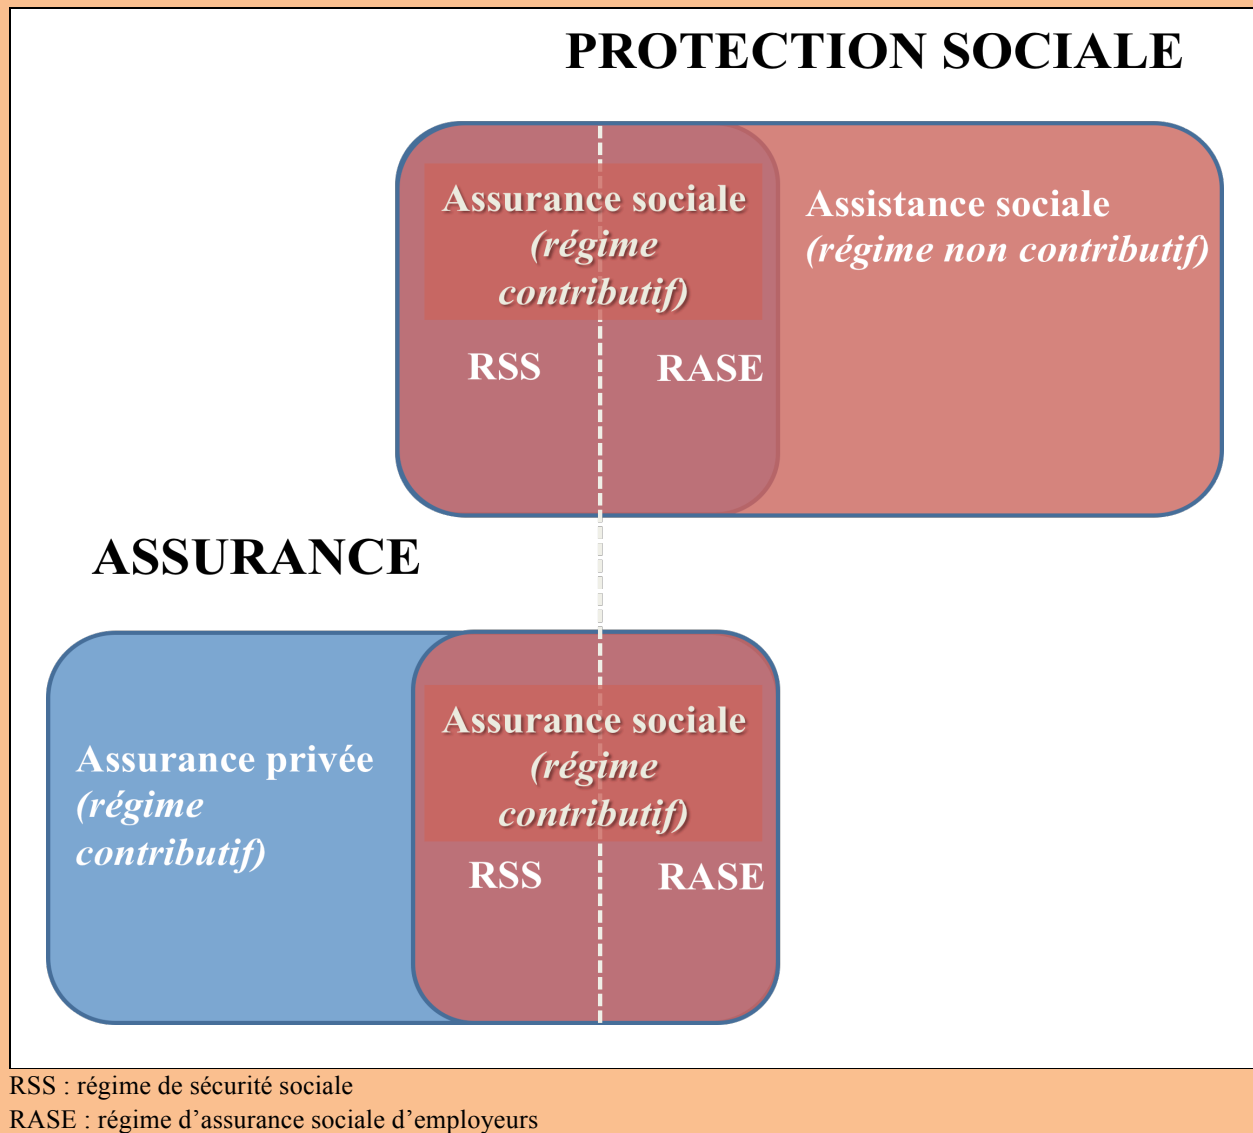 PROTECTION SOCIALE
Assurance sociale
(régime
contributif)
RSS
RASE
Assistance sociale
(régime non contributif)
ASSURANCE
Assurance privée
(régime
contributif)
Assurance sociale
(régime
contributif)
RSS
RASE
RSS : régime de sécurité sociale
RASE : régime d’assurance sociale d’employeurs